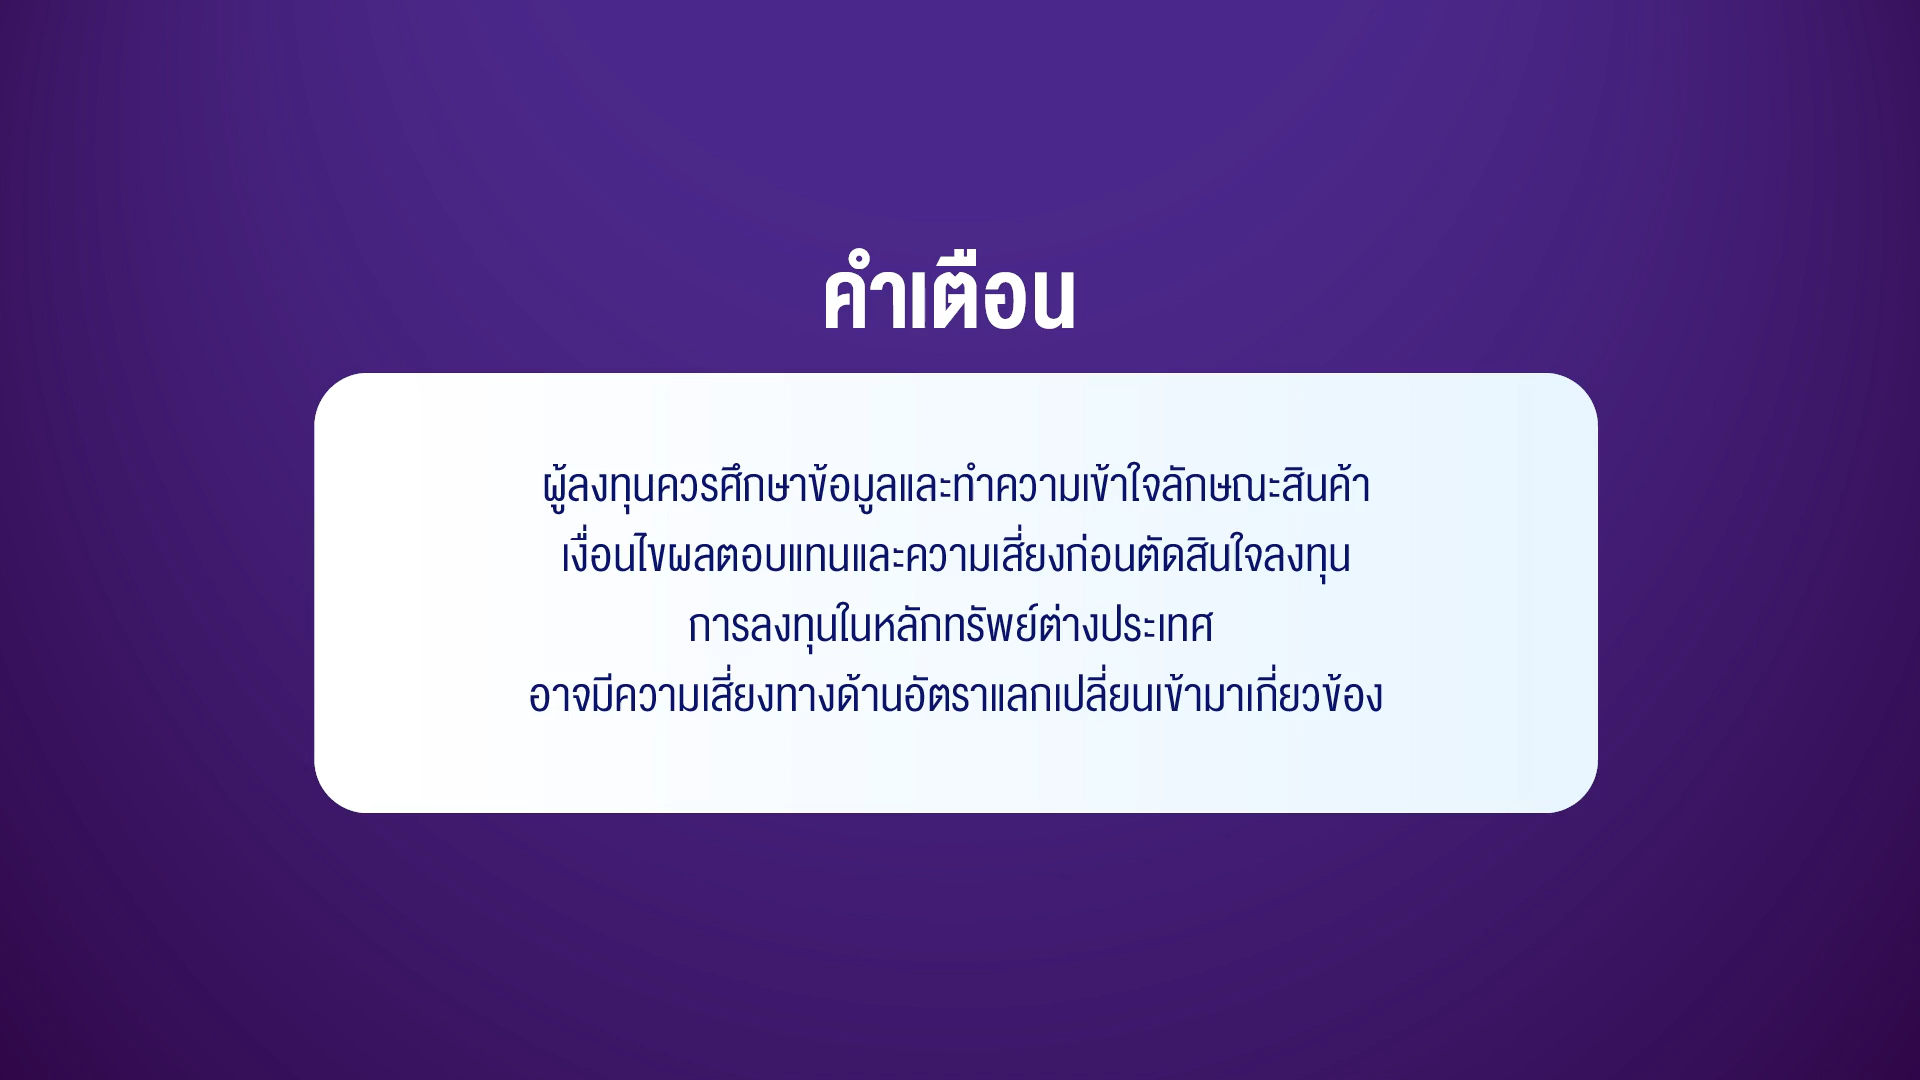 คำเตือน
ผู้ลงทุนควรศึกษาข้อมูลและทำความเข้าใจลักษณะสินค้า
เงื่อนไขผลตอบแทนและความเสี่ยงก่อนตัดสินใจลงทุน
การลงทุนในหลักทรัพย์ต่างประเทศ
อาจมีความเสี่ยงทางด้านอัตราแลกเปลี่ยนเข้ามาเกี่ยวข้อง